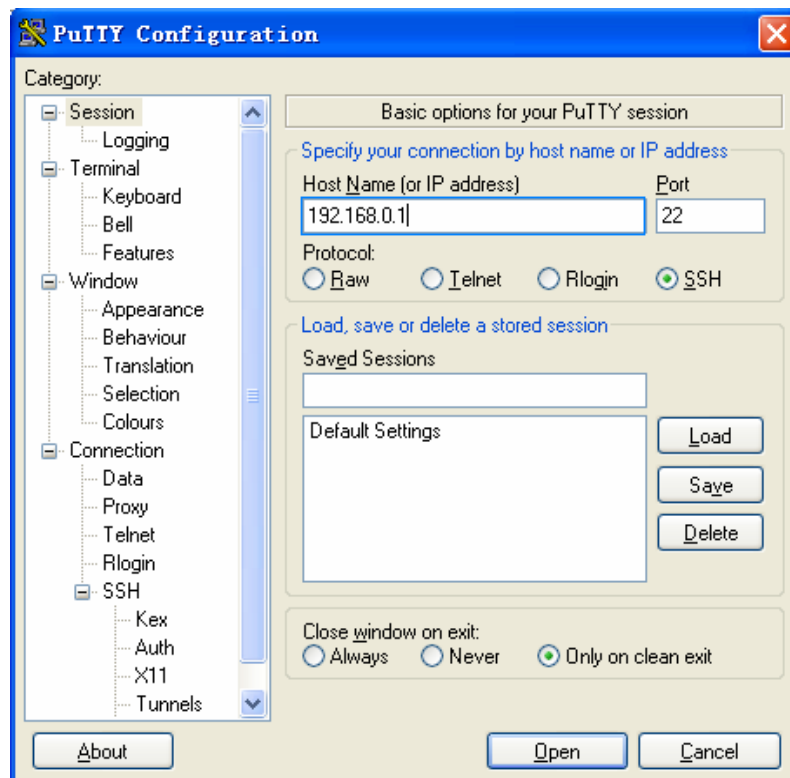 PuTTY Configuration
Category:
Session
Logging
Terminal
Keyboard
Bell
Features
Window
Appearance
Behaviour
Translation
Selection
Colours
Connection
Data
Proxy
Telnet
Rlogin
SSH
Kex
Auth
X11
Tunnels
Basic options for your PuTTY session
Specify your connection by host name or IP address
Host Name (or IP address) Port
192.168.0.1 22
Protocol:
Raw Telnet Rlogin SSH
Load, save or delete a stored session
Saved Sessions
Default Settings
Load
Save
Delete
Close window on exit:
Always Never Only on clean exit
About Open Cancel